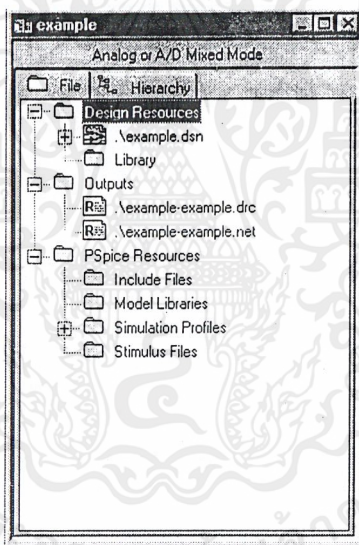 example
Analog or A/D Mixed Mode
File Hierarchy
Design Resources
.\example.dsn
Library
Outputs
.\example-example.drc
.\example-example.net
PSpice Resources
Include Files
Model Libraries
Simulation Profiles
Stimulus Files